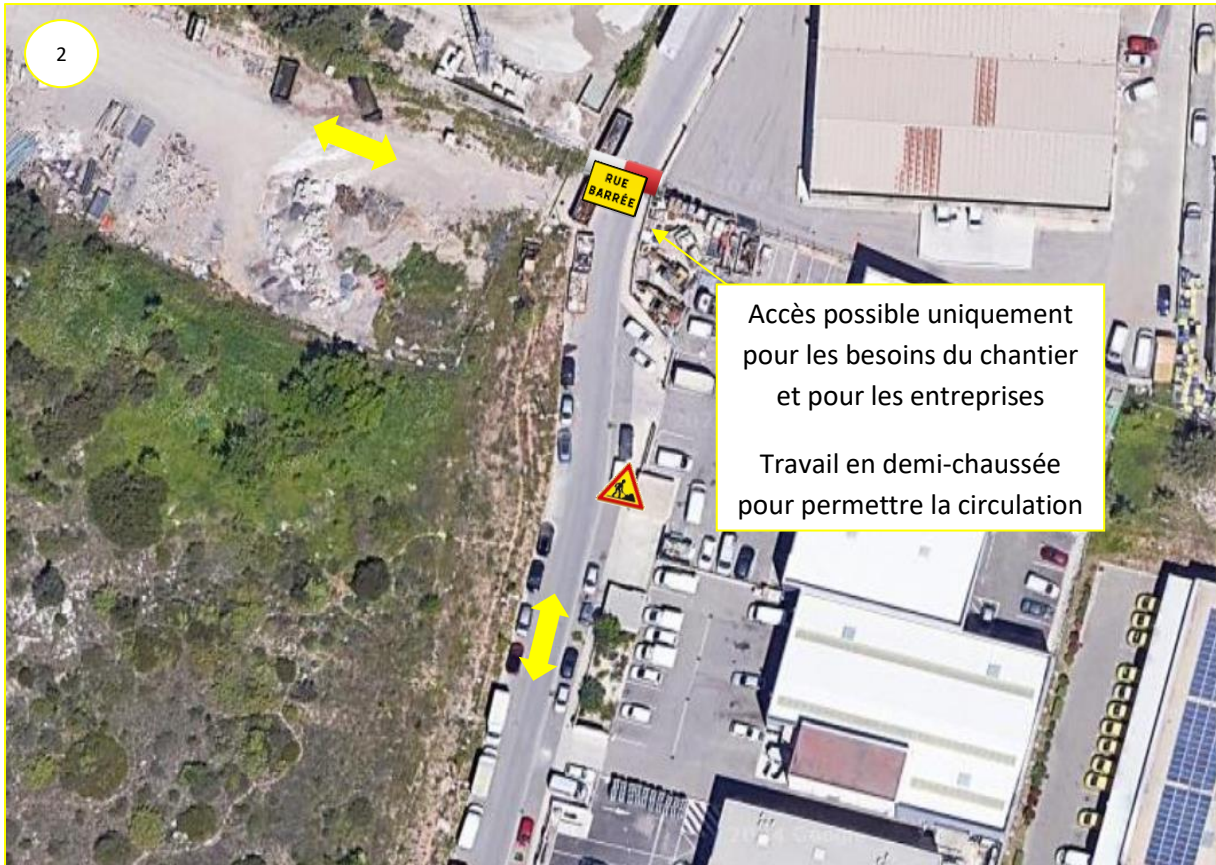 2
RUE
BARRÉE
Accès possible uniquement
pour les besoins du chantier
et pour les entreprises
Travail en demi-chaussée
pour permettre la circulation